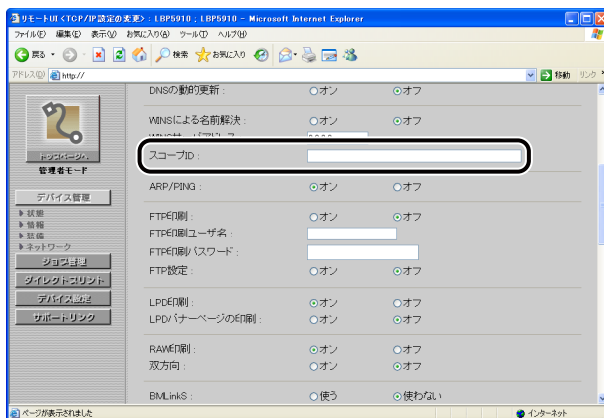 リモートUI <TCP/IP設定の変更> : LBP5910 ; LBP5910 - Microsoft Internet Explorer
ファイル(F) 編集(E) 表示(V) お気に入り(A) ツール(T) ヘルプ(H)
戻る 検索 お気に入り
アドレス(D) http:// 移動 リンク
DNSの動的更新 : オン オフ
WINSによる名前解決 : オン オフ
スコープID :
トップページへ
管理者モード
ARP/PING : オン オフ
デバイス管理
状態
情報
装備
ネットワーク
ジョブ管理
ダイレクトプリント
デバイス設定
サポートリンク
FTP印刷 : オン オフ
FTP印刷ユーザ名 :
FTP印刷パスワード :
FTP設定 : オン オフ
LPD印刷 : オン オフ
LPDバナーページの印刷 : オン オフ
RAW印刷 : オン オフ
双方向 : オン オフ
BMLinkS : 使う 使わない
ページが表示されました インターネット